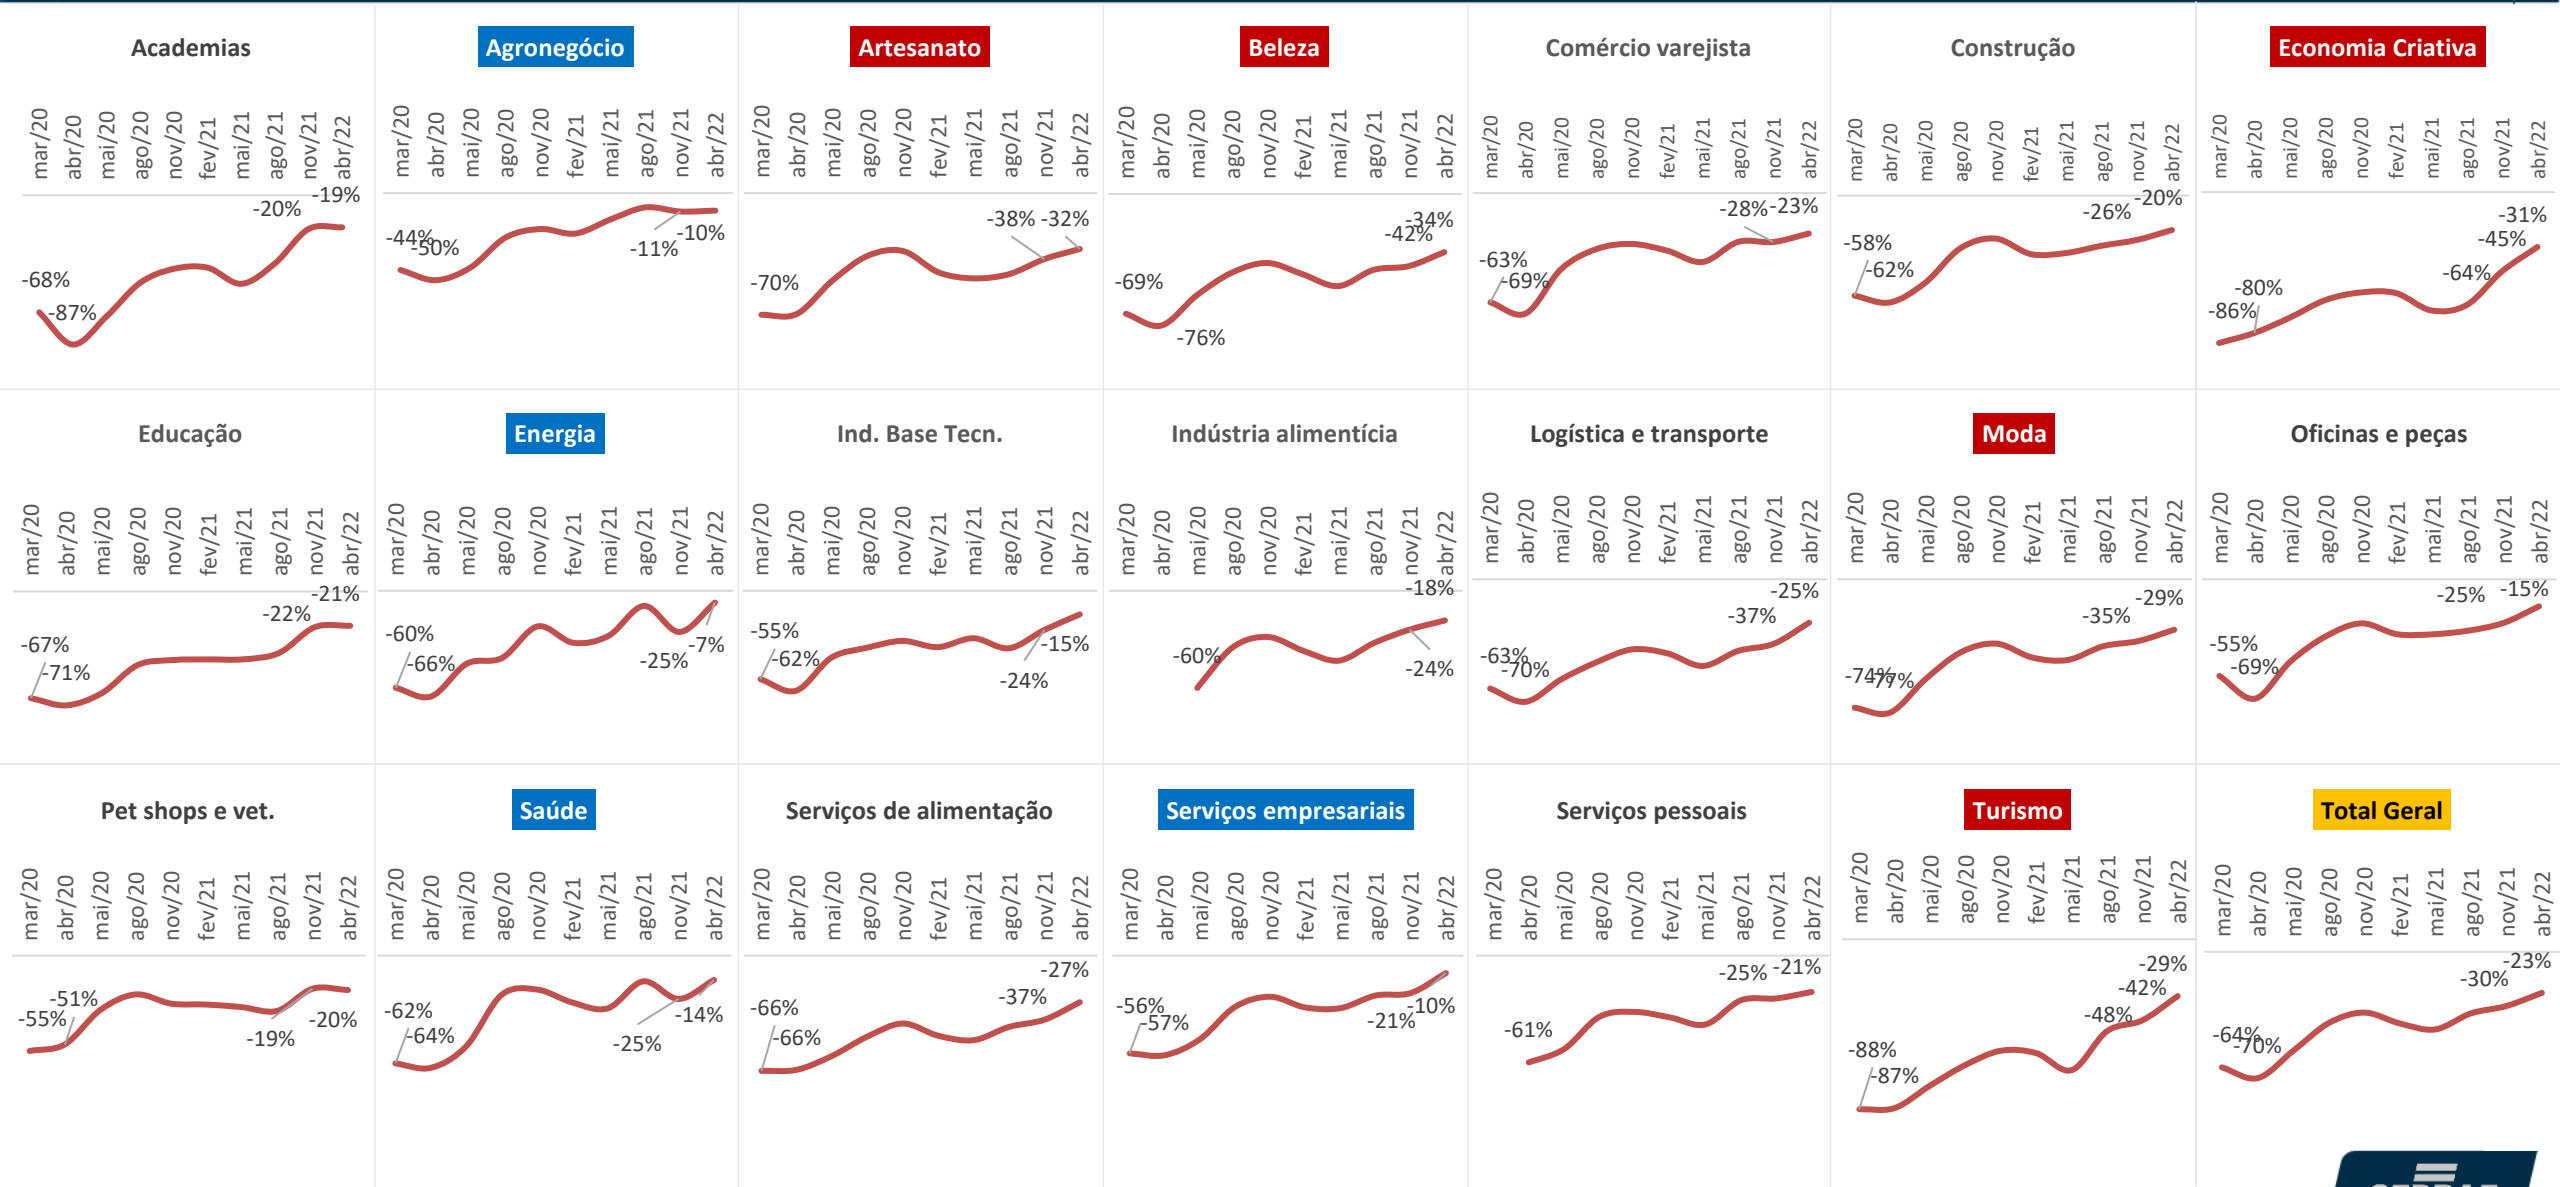 Academias
mar/20 abr/20 mai/20 ago/20 nov/20 fev/21 mai/21 ago/21 nov/21 abr/22
-68%
-87%
-20%
-19%
Agronegócio
mar/20 abr/20 mai/20 ago/20 nov/20 fev/21 mai/21 ago/21 nov/21 abr/22
-44%
-50%
-11%
-10%
Artesanato
mar/20 abr/20 mai/20 ago/20 nov/20 fev/21 mai/21 ago/21 nov/21 abr/22
-70%
-38%
-32%
Beleza
mar/20 abr/20 mai/20 ago/20 nov/20 fev/21 mai/21 ago/21 nov/21 abr/22
-69%
-76%
-42%
-34%
Comércio varejista
mar/20 abr/20 mai/20 ago/20 nov/20 fev/21 mai/21 ago/21 nov/21 abr/22
-63%
-69%
-28%
-23%
Construção
mar/20 abr/20 mai/20 ago/20 nov/20 fev/21 mai/21 ago/21 nov/21 abr/22
-58%
-62%
-26%
-20%
Economia Criativa
mar/20 abr/20 mai/20 ago/20 nov/20 fev/21 mai/21 ago/21 nov/21 abr/22
-86%
-80%
-64%
-45%
-31%
Educação
mar/20 abr/20 mai/20 ago/20 nov/20 fev/21 mai/21 ago/21 nov/21 abr/22
-67%
-71%
-22%
-21%
Energia
mar/20 abr/20 mai/20 ago/20 nov/20 fev/21 mai/21 ago/21 nov/21 abr/22
-60%
-66%
-25%
-7%
Ind. Base Tecn.
mar/20 abr/20 mai/20 ago/20 nov/20 fev/21 mai/21 ago/21 nov/21 abr/22
-55%
-62%
-24%
-15%
Indústria alimentícia
mar/20 abr/20 mai/20 ago/20 nov/20 fev/21 mai/21 ago/21 nov/21 abr/22
-60%
-24%
-18%
Logística e transporte
mar/20 abr/20 mai/20 ago/20 nov/20 fev/21 mai/21 ago/21 nov/21 abr/22
-63%
-70%
-37%
-25%
Moda
mar/20 abr/20 mai/20 ago/20 nov/20 fev/21 mai/21 ago/21 nov/21 abr/22
-74%
-77%
-35%
-29%
Oficinas e peças
mar/20 abr/20 mai/20 ago/20 nov/20 fev/21 mai/21 ago/21 nov/21 abr/22
-55%
-69%
-25%
-15%
Pet shops e vet.
mar/20 abr/20 mai/20 ago/20 nov/20 fev/21 mai/21 ago/21 nov/21 abr/22
-55%
-51%
-19%
-20%
Saúde
mar/20 abr/20 mai/20 ago/20 nov/20 fev/21 mai/21 ago/21 nov/21 abr/22
-62%
-64%
-25%
-14%
Serviços de alimentação
mar/20 abr/20 mai/20 ago/20 nov/20 fev/21 mai/21 ago/21 nov/21 abr/22
-66%
-66%
-37%
-27%
Serviços empresariais
mar/20 abr/20 mai/20 ago/20 nov/20 fev/21 mai/21 ago/21 nov/21 abr/22
-56%
-57%
-21%
-10%
Serviços pessoais
mar/20 abr/20 mai/20 ago/20 nov/20 fev/21 mai/21 ago/21 nov/21 abr/22
-61%
-25%
-21%
Turismo
mar/20 abr/20 mai/20 ago/20 nov/20 fev/21 mai/21 ago/21 nov/21 abr/22
-88%
-87%
-48%
-42%
-29%
Total Geral
mar/20 abr/20 mai/20 ago/20 nov/20 fev/21 mai/21 ago/21 nov/21 abr/22
-64%
-70%
-30%
-23%